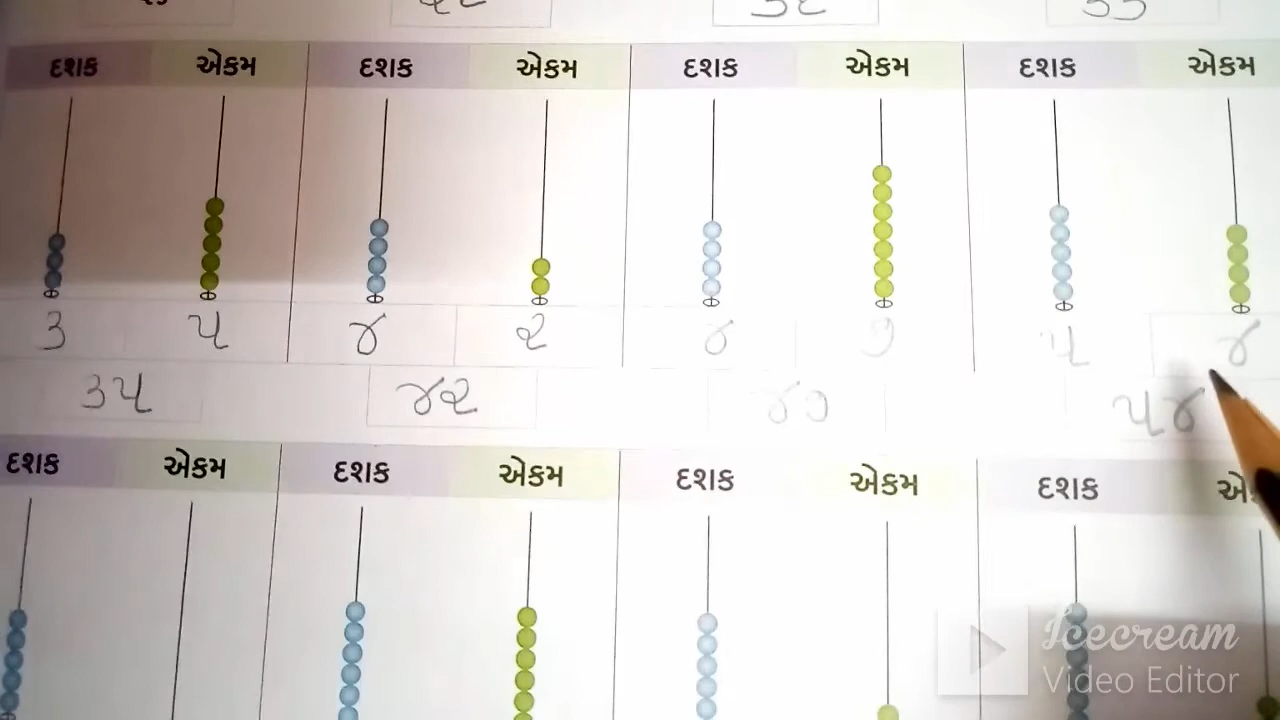 દશક એકમ દશક એકમ દશક એકમ દશક એકમ
૩ ૫ ૪ ૨ ૪ ૭ ૫ ૪
૩૫ ૪૨ ૪૭ ૫૪
દશક એકમ દશક એકમ દશક એકમ દશક
Icecream
Video Editor